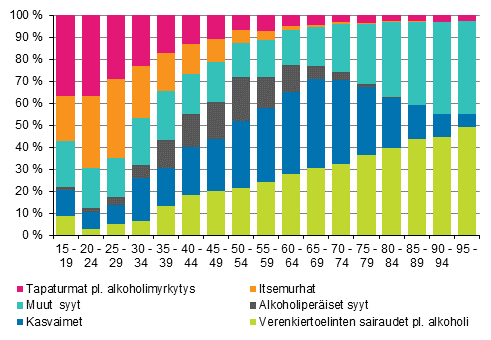 100 %
90 %
80 %
70 %
60 %
50 %
40 %
30 %
20 %
10 %
0 %
15 - 20 - 25 - 30 - 35 - 40 - 45 - 50 - 55 - 60 - 65 - 70 - 75 - 80 - 85 - 90 - 95 -
19 24 29 34 39 44 49 54 59 64 69 74 79 84 89 94
Tapaturmat pl. alkoholimyrkytys Itsemurhat
Muut syyt Alkoholiperäiset syyt
Kasvaimet Verenkiertoelinten sairaudet pl. alkoholi